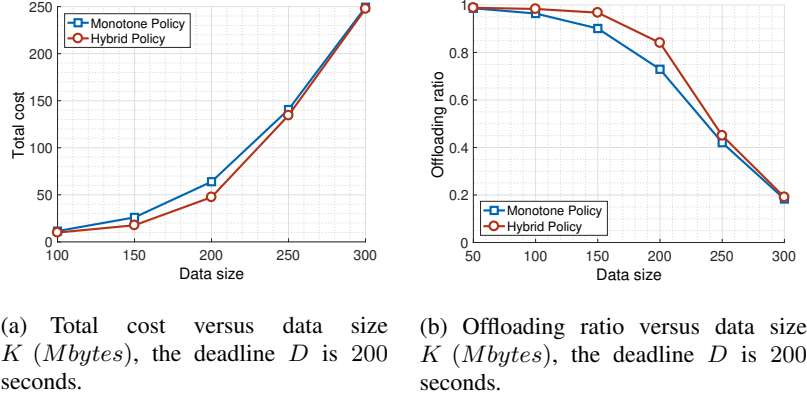 250
200
150
100
50
0
Total cost
Monotone Policy
Hybrid Policy
100 150 200 250 300
Data size
1
0.8
0.6
0.4
0.2
0
Offloading ratio
Monotone Policy
Hybrid Policy
50 100 150 200 250 300
Data size
(a) Total cost versus data size
K (Mbytes), the deadline D is 200
seconds.
(b) Offloading ratio versus data size
K (Mbytes), the deadline D is 200
seconds.